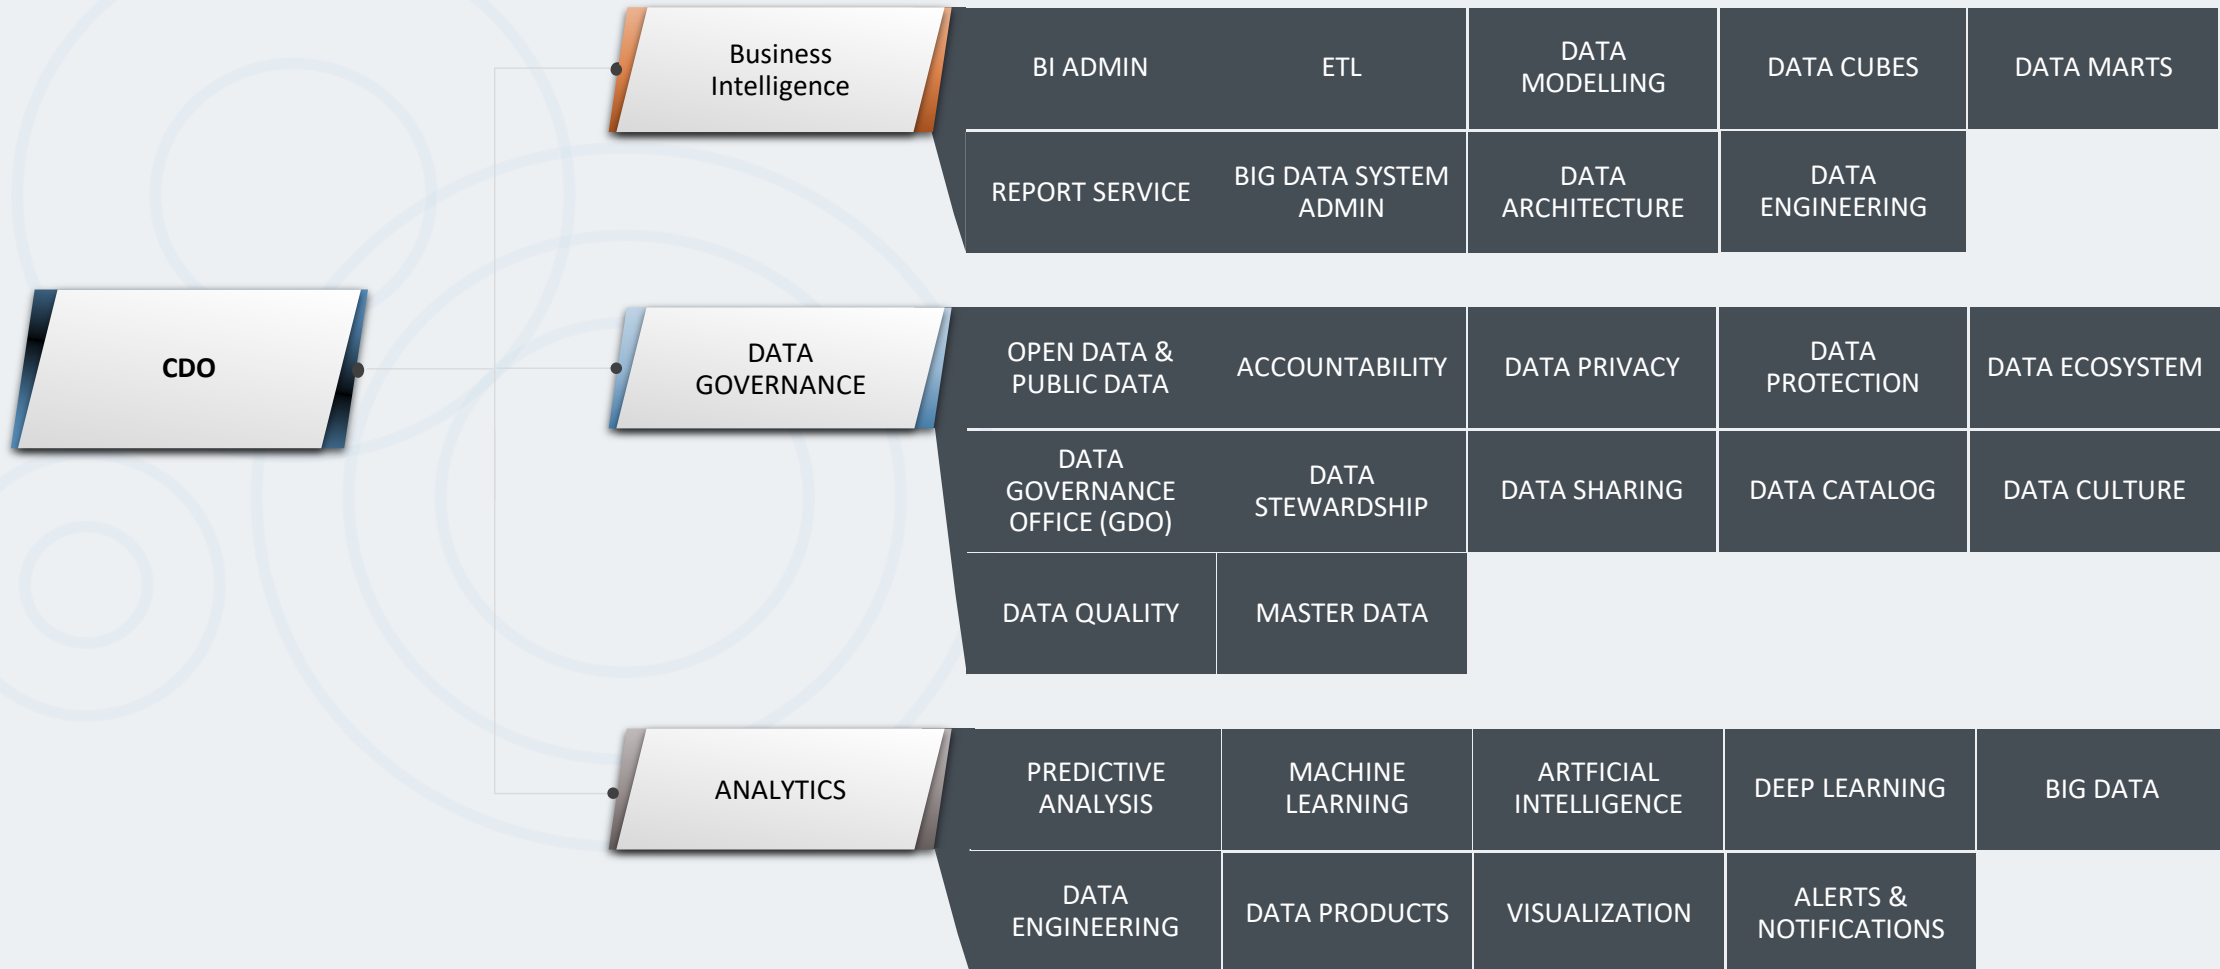 Business
Intelligence
BI ADMIN
ETL
DATA
MODELLING
DATA CUBES
DATA MARTS
REPORT SERVICE
BIG DATA SYSTEM
ADMIN
DATA
ARCHITECTURE
DATA
ENGINEERING
CDO
DATA
GOVERNANCE
OPEN DATA &
PUBLIC DATA
ACCOUNTABILITY
DATA PRIVACY
DATA
PROTECTION
DATA ECOSYSTEM
DATA
GOVERNANCE
OFFICE (GDO)
DATA
STEWARDSHIP
DATA SHARING
DATA CATALOG
DATA CULTURE
DATA QUALITY
MASTER DATA
ANALYTICS
PREDICTIVE
ANALYSIS
MACHINE
LEARNING
ARTFICIAL
INTELLIGENCE
DEEP LEARNING
BIG DATA
DATA
ENGINEERING
DATA PRODUCTS
VISUALIZATION
ALERTS &
NOTIFICATIONS